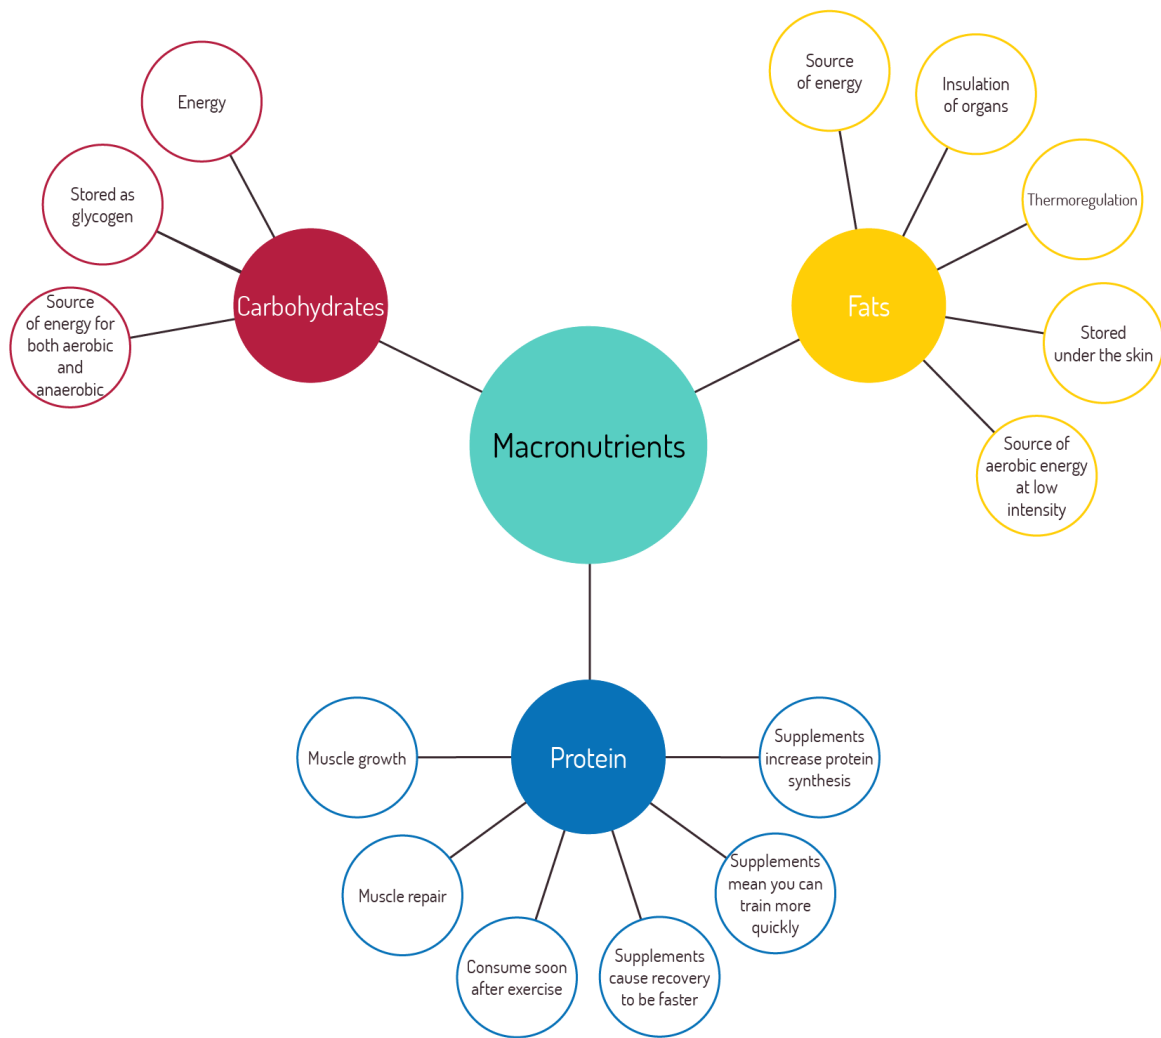 Macronutrients
Carbohydrates
Energy
Stored as
glycogen
Source
of energy for
both aerobic
and
anaerobic
Fats
Source
of energy
Insulation
of organs
Thermoregulation
Stored
under the skin
Source of
aerobic energy
at low
intensity
Protein
Muscle growth
Muscle repair
Consume soon
after exercise
Supplements
cause recovery
to be faster
Supplements
mean you can
train more
quickly
Supplements
increase protein
synthesis